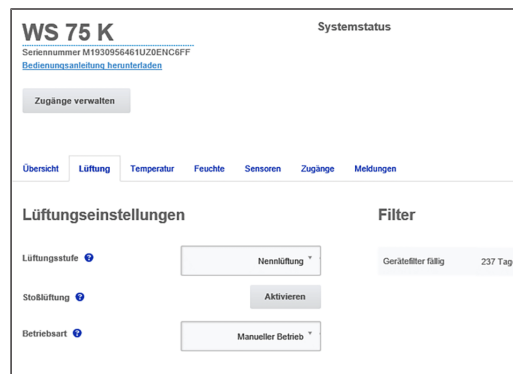 WS 75 K
Systemstatus
Seriennummer M1930956461UZ0ENC6FF
Bedienungsanleitung herunterladen
Zugänge verwalten
Übersicht Lüftung Temperatur Feuchte Sensoren Zugänge Meldungen
Lüftungseinstellungen
Filter
Lüftungsstufe ? Nennlüftung
Gerätefilter fällig 237 Tage
Stoßlüftung ? Aktivieren
Betriebsart ? Manueller Betrieb